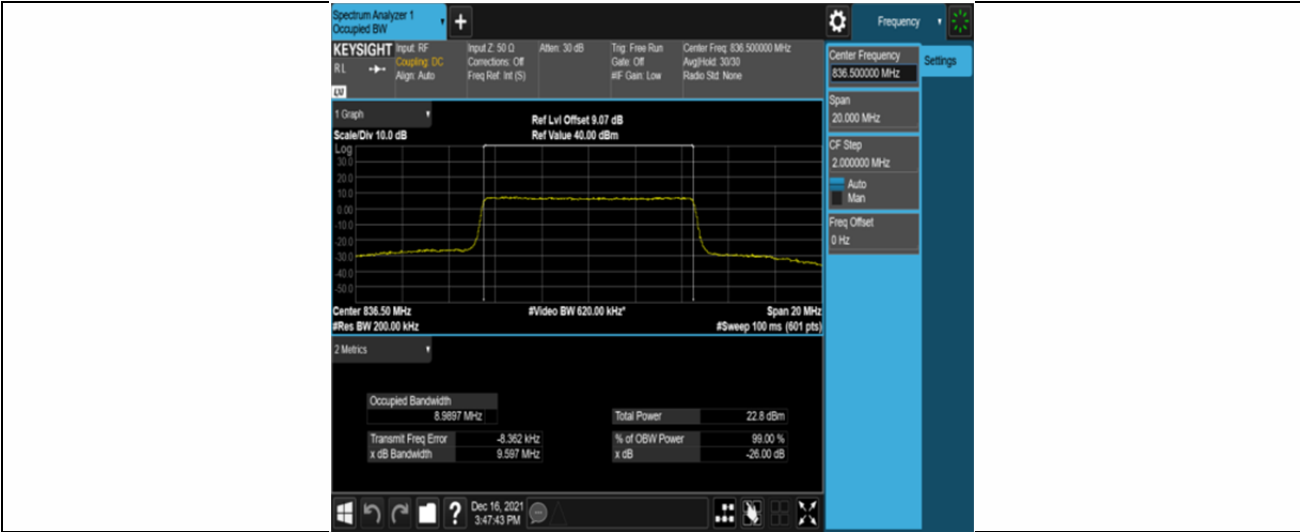 Spectrum Analyzer 1
Occupied BW
+
Frequency
KEYSIGHT
RL
LXI
Input: RF
Coupling: DC
Align: Auto
Input Z: 50 Ω
Corrections: Off
Freq Ref: Int (S)
Atten: 30 dB
Trig: Free Run
Gate: Off
#IF Gain: Low
Center Freq: 836.500000 MHz
Avg|Hold: 30/30
Radio Std: None
Center Frequency
836.500000 MHz
Settings
Span
20.000 MHz
CF Step
2.000000 MHz
Auto
Man
Freq Offset
0 Hz
1 Graph
Scale/Div 10.0 dB
Ref Lvl Offset 9.07 dB
Ref Value 40.00 dBm
Log
30.0
20.0
10.0
0.00
-10.0
-20.0
-30.0
-40.0
-50.0
Center 836.50 MHz
#Res BW 200.00 kHz
#Video BW 620.00 kHz*
Span 20 MHz
#Sweep 100 ms (601 pts)
2 Metrics
Occupied Bandwidth
8.9897 MHz
Total Power 22.8 dBm
Transmit Freq Error -8.362 kHz
% of OBW Power 99.00 %
x dB Bandwidth 9.597 MHz
x dB -26.00 dB
?
Dec 16, 2021
3:47:43 PM